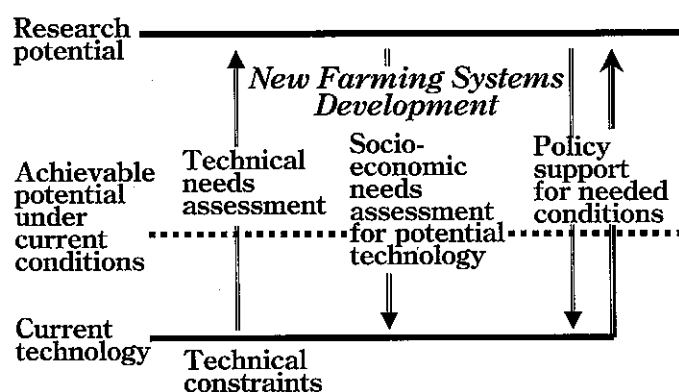 Research
potential
New Farming Systems
Development
Achievable
potential
under
current
conditions
Technical
needs
assessment
Socio-
economic
needs
assessment
for potential
technology
Policy
support
for needed
conditions
Current
technology
Technical
constraints